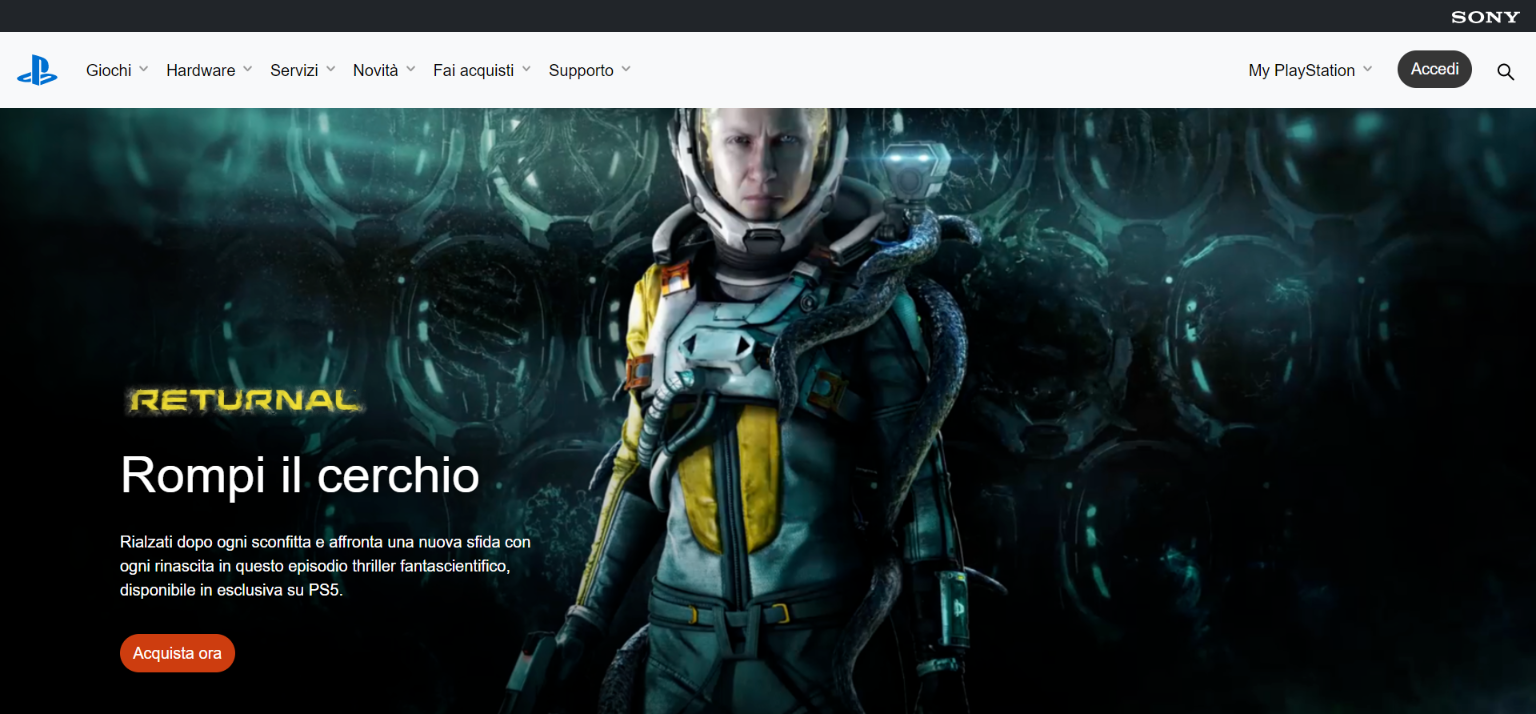 SONY
Giochi Hardware Servizi Novità Fai acquisti Supporto My PlayStation Accedi
RETURNAL
Rompi il cerchio
Rialzati dopo ogni sconfitta e affronta una nuova sfida con
ogni rinascita in questo episodio thriller fantascientifico,
disponibile in esclusiva su PS5.
Acquista ora